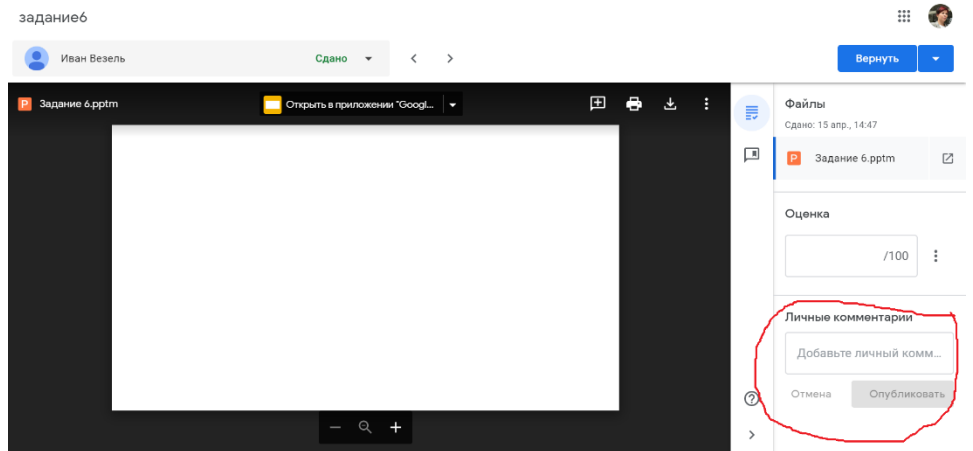 задание6
Иван Везель
Сдано
Вернуть
P Задание 6.pptm
Открыть в приложении "Googl...
Файлы
Сдано: 15 апр., 14:47
P Задание 6.pptm
Оценка
/100
Личные комментарии
Добавьте личный комм...
Отмена
Опубликовать